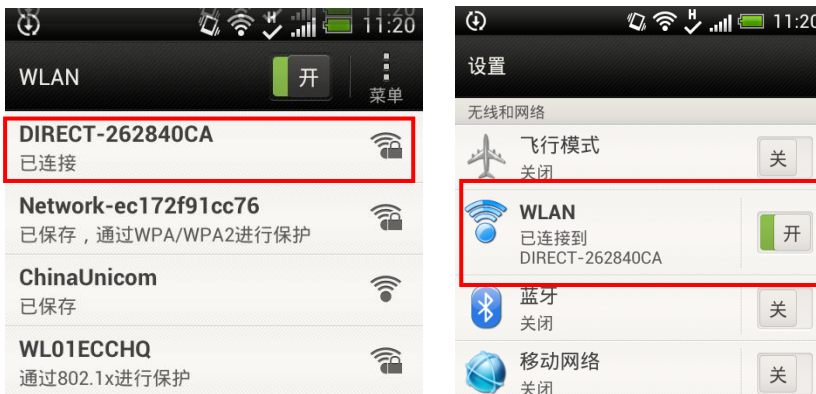 11:20
WLAN
开
菜单
DIRECT-262840CA
已连接
Network-ec172f91cc76
已保存，通过WPA/WPA2进行保护
ChinaUnicom
已保存
WL01ECCHQ
通过802.1x进行保护
H
11:20
设置
无线和网络
飞行模式
关闭
关
WLAN
已连接到
DIRECT-262840CA
开
蓝牙
关闭
关
移动网络
关闭
关